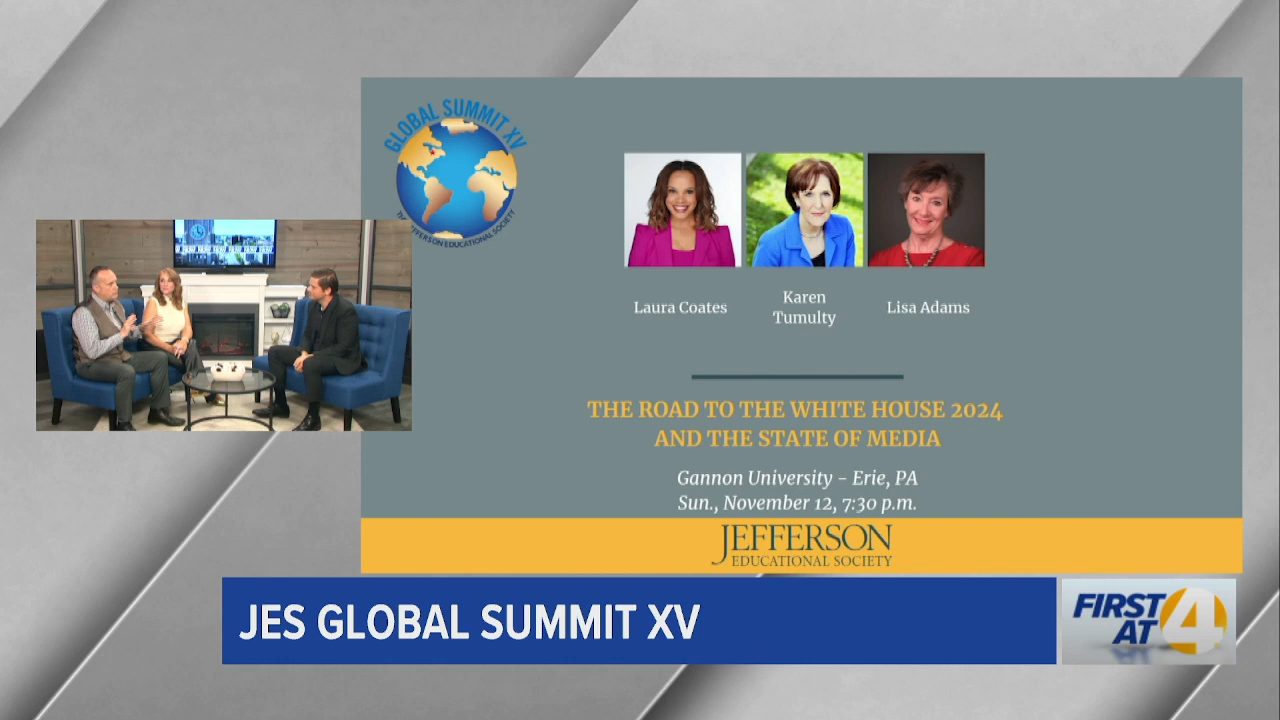 GLOBAL SUMMIT XV
THE JEFFERSON EDUCATIONAL SOCIETY
Laura Coates
Karen
Tumulty
Lisa Adams
THE ROAD TO THE WHITE HOUSE 2024
AND THE STATE OF MEDIA
Gannon University - Erie, PA
Sun., November 12, 7:30 p.m.
JEFFERSON
EDUCATIONAL SOCIETY
JES GLOBAL SUMMIT XV
FIRST
AT 4